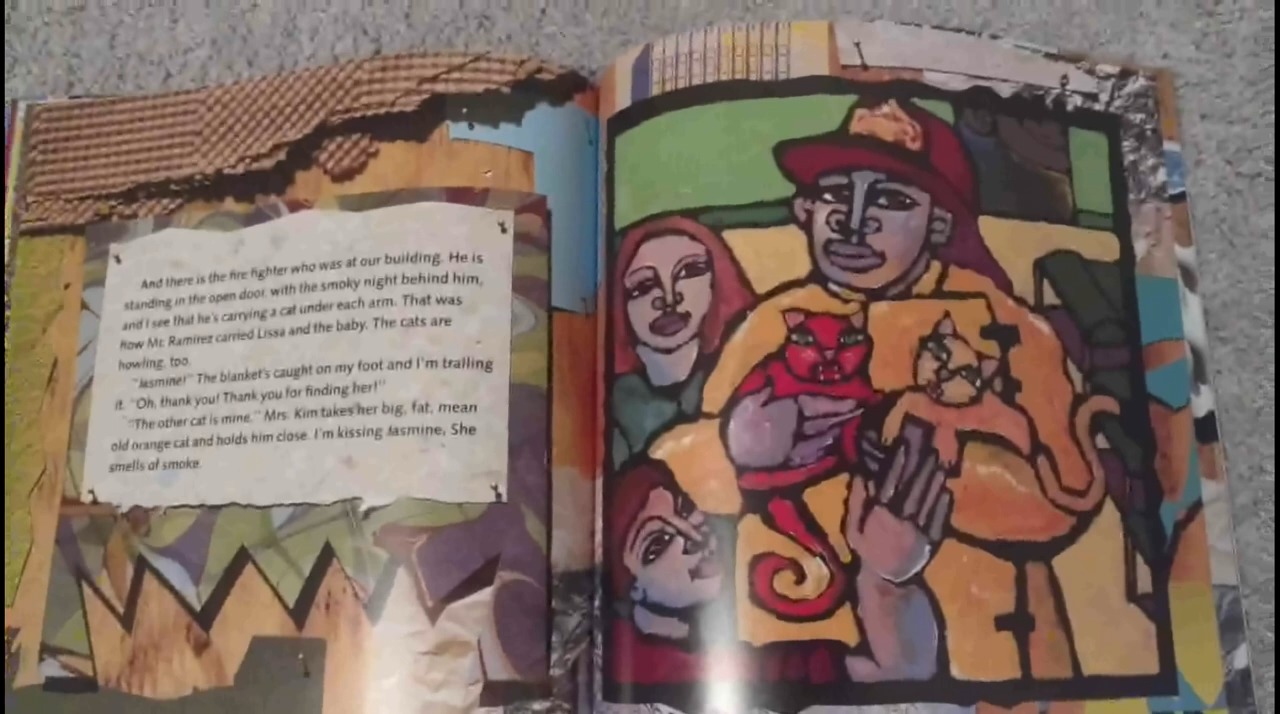 And there is the fire fighter who was at our building. He is
standing in the open door, with the smoky night behind him,
and I see that he's carrying a cat under each arm. That was
how Mr. Ramirez carried Lissa and the baby. The cats are
howling, too.
"Jasmine!" The blanket's caught on my foot and I'm trailing
it. "Oh, thank you! Thank you for finding her!"
"The other cat is mine." Mrs. Kim takes her big, fat, mean
old orange cat and holds him close. I'm kissing Jasmine. She
smells of smoke.